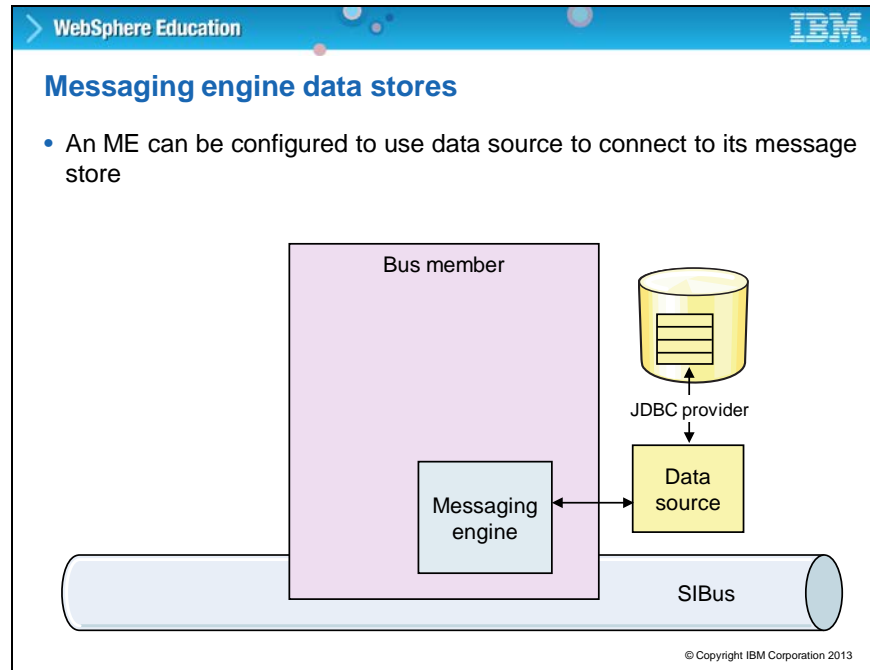 WebSphere Education
IBM
Messaging engine data stores
• An ME can be configured to use data source to connect to its message
store
Bus member
JDBC provider
Data
source
Messaging
engine
SIBus
© Copyright IBM Corporation 2013